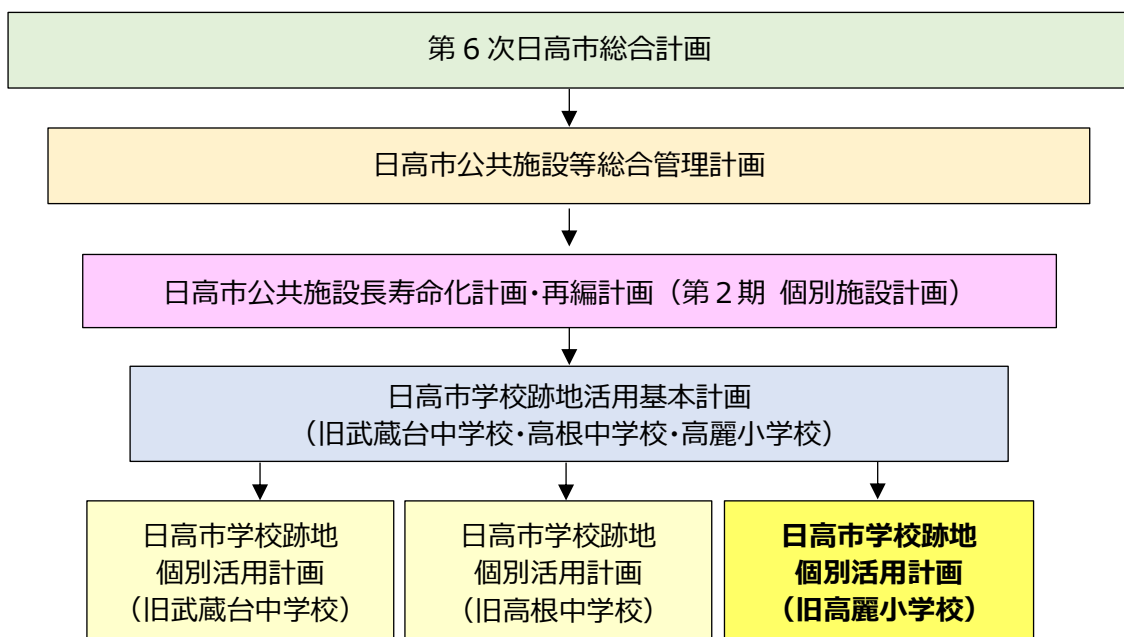 第6次日高市総合計画
日高市公共施設等総合管理計画
日高市公共施設長寿命化計画・再編計画（第2期 個別施設計画）
日高市学校跡地活用基本計画
（旧武蔵台中学校・高根中学校・高麗小学校）
日高市学校跡地
個別活用計画
（旧武蔵台中学校）
日高市学校跡地
個別活用計画
（旧高根中学校）
日高市学校跡地
個別活用計画
（旧高麗小学校）